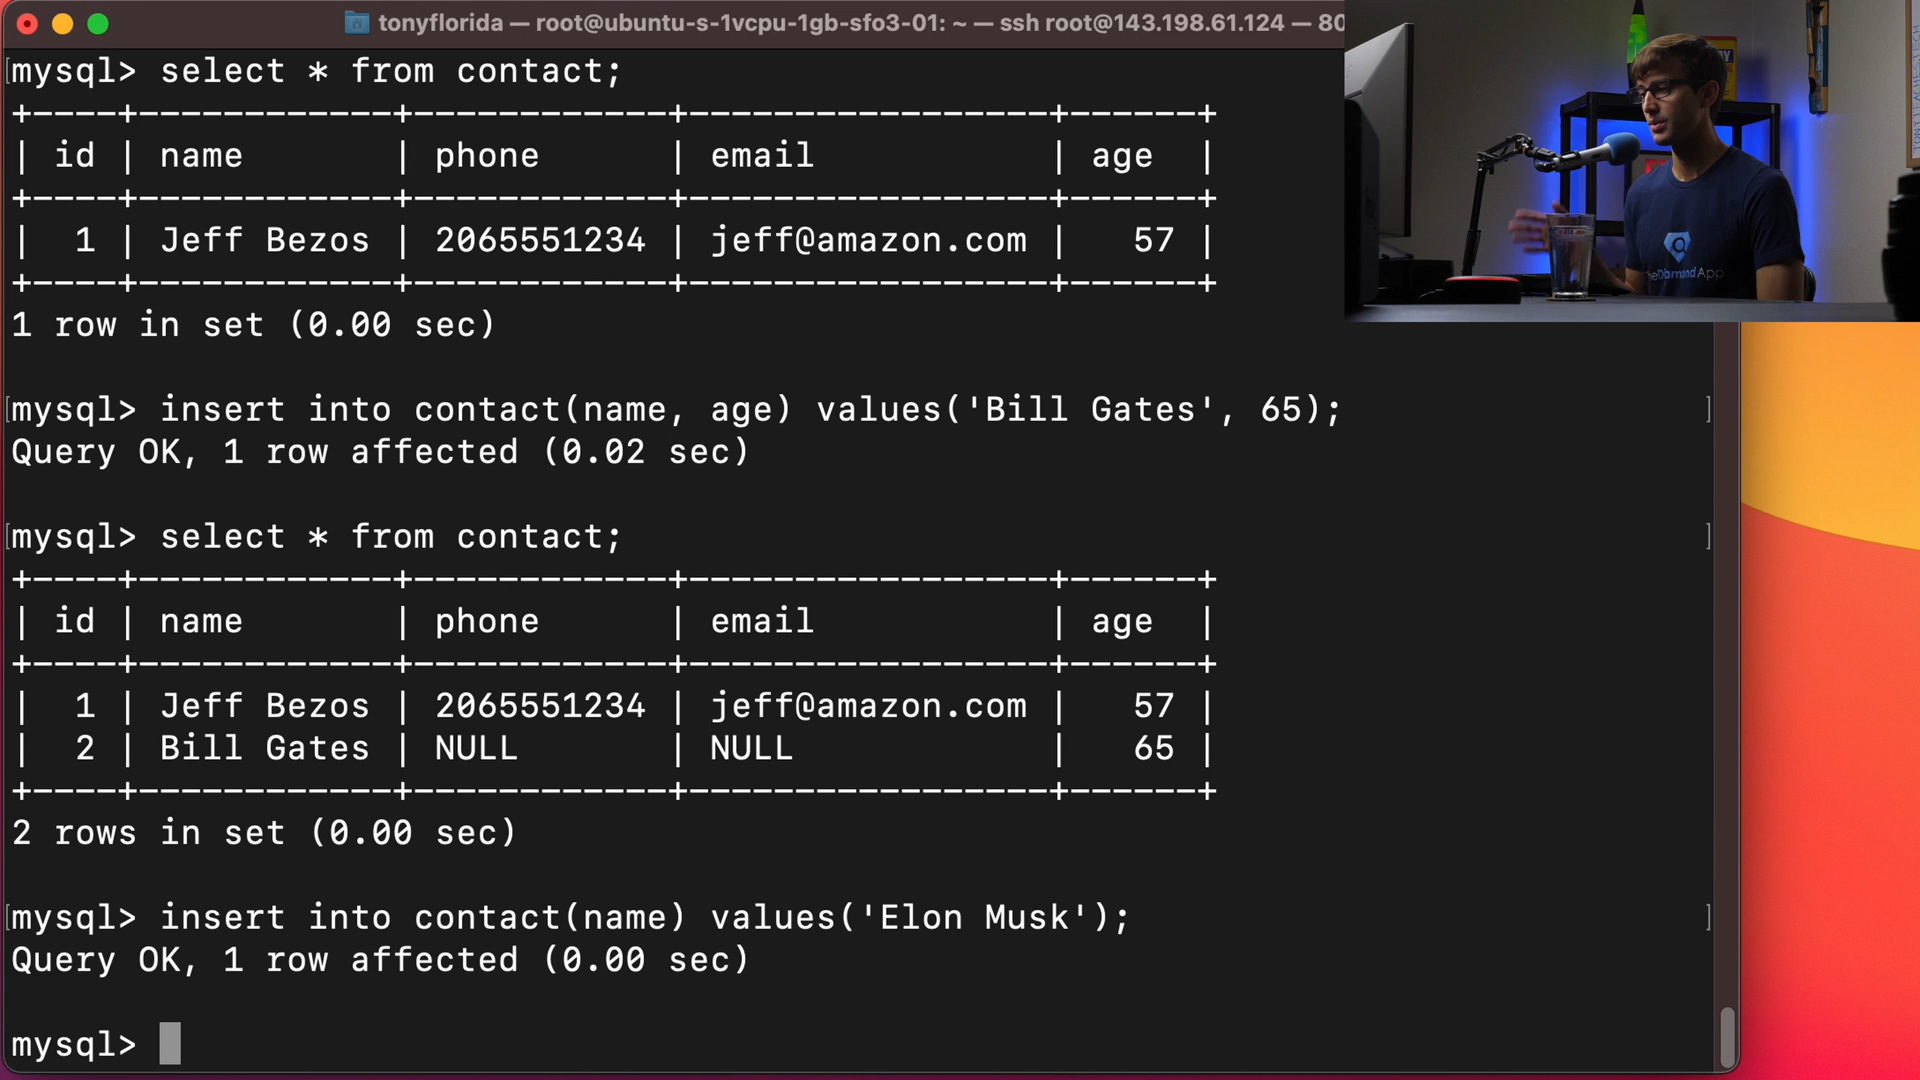 tonyflorida — root@ubuntu-s-1vcpu-1gb-sfo3-01: ~ — ssh root@143.198.61.124 — 80
mysql> select * from contact;
+----+------------+------------+----------------+------+
| id | name       | phone      | email          | age  |
+----+------------+------------+----------------+------+
|  1 | Jeff Bezos | 2065551234 | jeff@amazon.com |   57 |
+----+------------+------------+----------------+------+
1 row in set (0.00 sec)
mysql> insert into contact(name, age) values('Bill Gates', 65);
Query OK, 1 row affected (0.02 sec)
mysql> select * from contact;
+----+------------+------------+----------------+------+
| id | name       | phone      | email          | age  |
+----+------------+------------+----------------+------+
|  1 | Jeff Bezos | 2065551234 | jeff@amazon.com |   57 |
|  2 | Bill Gates | NULL       | NULL           |   65 |
+----+------------+------------+----------------+------+
2 rows in set (0.00 sec)
mysql> insert into contact(name) values('Elon Musk');
Query OK, 1 row affected (0.00 sec)
mysql>
TheDiamondApp